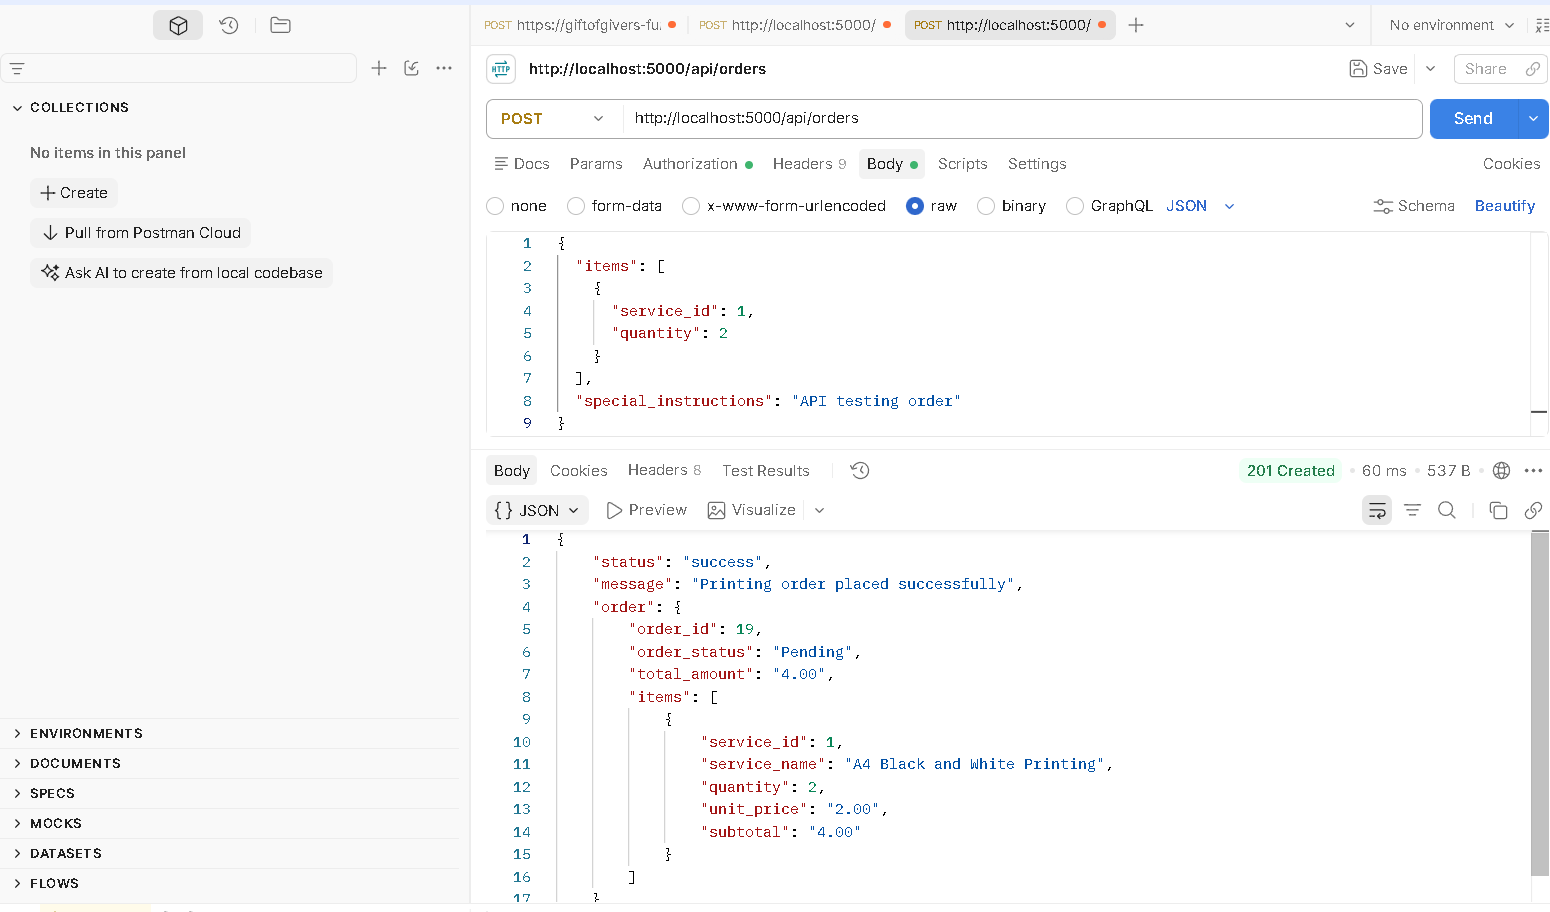 POST https://giftofgivers-fu.
POST http://localhost:5000/
POST http://localhost:5000/
No environment
HTTP http://localhost:5000/api/orders
Save
Share
COLLECTIONS
No items in this panel
Create
Pull from Postman Cloud
Ask AI to create from local codebase
POST http://localhost:5000/api/orders
Send
Docs Params Authorization Headers 9 Body Scripts Settings Cookies
none form-data x-www-form-urlencoded raw binary GraphQL JSON Schema Beautify
1 {
2 "items": [
3 {
4 "service_id": 1,
5 "quantity": 2
6 }
7 ],
8 "special_instructions": "API testing order"
9 }
Body Cookies Headers 8 Test Results 201 Created 60 ms 537 B
{} JSON Preview Visualize
1 {
2 "status": "success",
3 "message": "Printing order placed successfully",
4 "order": {
5 "order_id": 19,
6 "order_status": "Pending",
7 "total_amount": "4.00",
8 "items": [
9 {
10 "service_id": 1,
11 "service_name": "A4 Black and White Printing",
12 "quantity": 2,
13 "unit_price": "2.00",
14 "subtotal": "4.00"
15 }
16 ]
17 }
ENVIRONMENTS
DOCUMENTS
SPECS
MOCKS
DATASETS
FLOWS